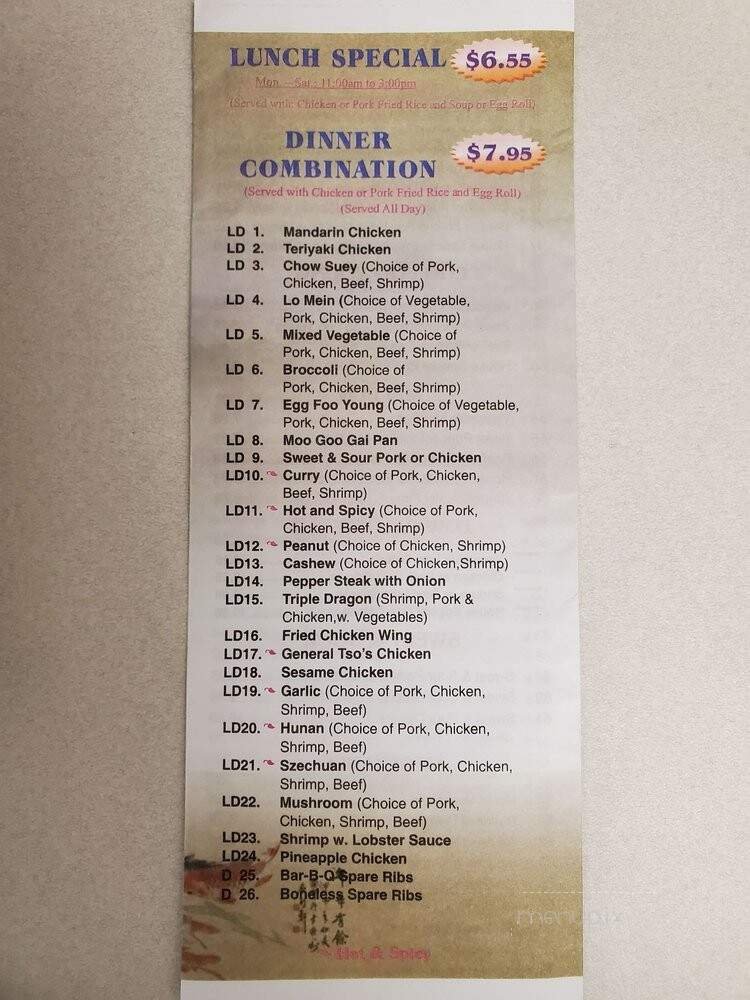 LUNCH SPECIAL $6.55
Mon. - Sat.: 11:00am to 3:00pm
(Served with: Chicken or Pork Fried Rice and Soup or Egg Roll)
DINNER
COMBINATION $7.95
(Served with Chicken or Pork Fried Rice and Egg Roll)
(Served All Day)
LD 1. Mandarin Chicken
LD 2. Teriyaki Chicken
LD 3. Chow Suey (Choice of Pork,
Chicken, Beef, Shrimp)
LD 4. Lo Mein (Choice of Vegetable,
Pork, Chicken, Beef, Shrimp)
LD 5. Mixed Vegetable (Choice of
Pork, Chicken, Beef, Shrimp)
LD 6. Broccoli (Choice of
Pork, Chicken, Beef, Shrimp)
LD 7. Egg Foo Young (Choice of Vegetable,
Pork, Chicken, Beef, Shrimp)
LD 8. Moo Goo Gai Pan
LD 9. Sweet & Sour Pork or Chicken
LD10. Curry (Choice of Pork, Chicken,
Beef, Shrimp)
LD11. Hot and Spicy (Choice of Pork,
Chicken, Beef, Shrimp)
LD12. Peanut (Choice of Chicken, Shrimp)
LD13. Cashew (Choice of Chicken,Shrimp)
LD14. Pepper Steak with Onion
LD15. Triple Dragon (Shrimp, Pork &
Chicken,w. Vegetables)
LD16. Fried Chicken Wing
LD17. General Tso's Chicken
LD18. Sesame Chicken
LD19. Garlic (Choice of Pork, Chicken,
Shrimp, Beef)
LD20. Hunan (Choice of Pork, Chicken,
Shrimp, Beef)
LD21. Szechuan (Choice of Pork, Chicken,
Shrimp, Beef)
LD22. Mushroom (Choice of Pork,
Chicken, Shrimp, Beef)
LD23. Shrimp w. Lobster Sauce
LD24. Pineapple Chicken
D 25. Bar-B-Q Spare Ribs
D 26. Boneless Spare Ribs
menupix
Hot & Spicy